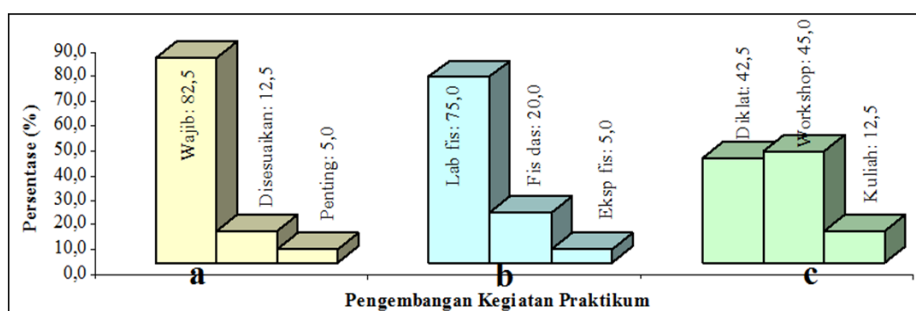 Persentase (%)
90,0
80,0
70,0
60,0
50,0
40,0
30,0
20,0
10,0
0,0
Wajib: 82,5
Disesuaikan: 12,5
Penting: 5,0
Lab fis: 75,0
Fis das: 20,0
Eksp fis: 5,0
Diklat: 42,5
Workshop: 45,0
Kuliah: 12,5
a
b
c
Pengembangan Kegiatan Praktikum